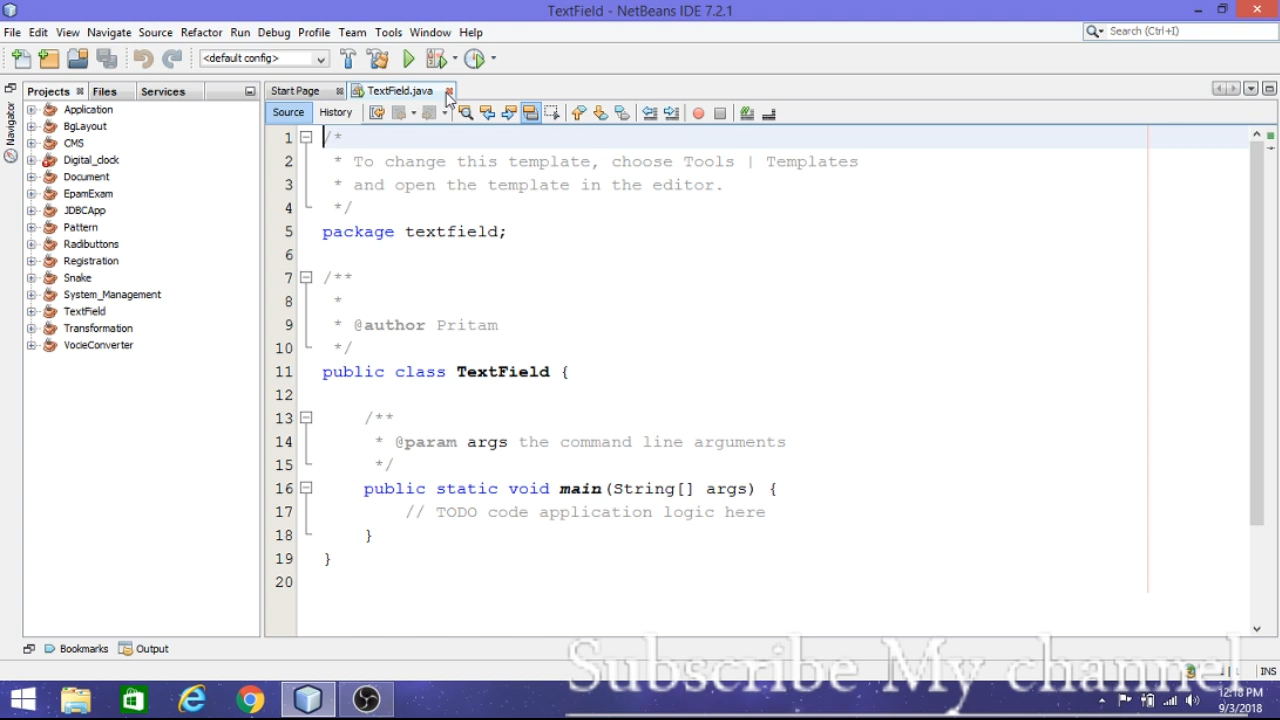 TextField - NetBeans IDE 7.2.1
File Edit View Navigate Source Refactor Run Debug Profile Team Tools Window Help
Search (Ctrl+I)
<default config>
Projects Files Services
Start Page TextField.java
Source History
Navigator
Application
BgLayout
CMS
Digital_clock
Document
EpamExam
JDBCApp
Pattern
Radibuttons
Registration
Snake
System_Management
TextField
Transformation
VocieConverter
1 /*
2 * To change this template, choose Tools | Templates
3 * and open the template in the editor.
4 */
5 package textfield;
6
7 /**
8 *
9 * @author Pritam
10 */
11 public class TextField {
12
13 /**
14 * @param args the command line arguments
15 */
16 public static void main(String[] args) {
17 // TODO code application logic here
18 }
19 }
20
Bookmarks Output
Subscribe My channel
INS
12:18 PM
9/3/2018